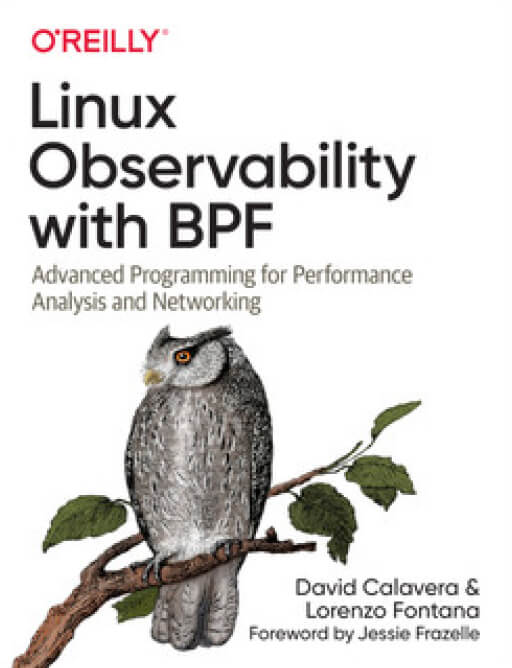 O'REILLY®
Linux
Observability
with BPF
Advanced Programming for Performance
Analysis and Networking
David Calavera &
Lorenzo Fontana
Foreword by Jessie Frazelle